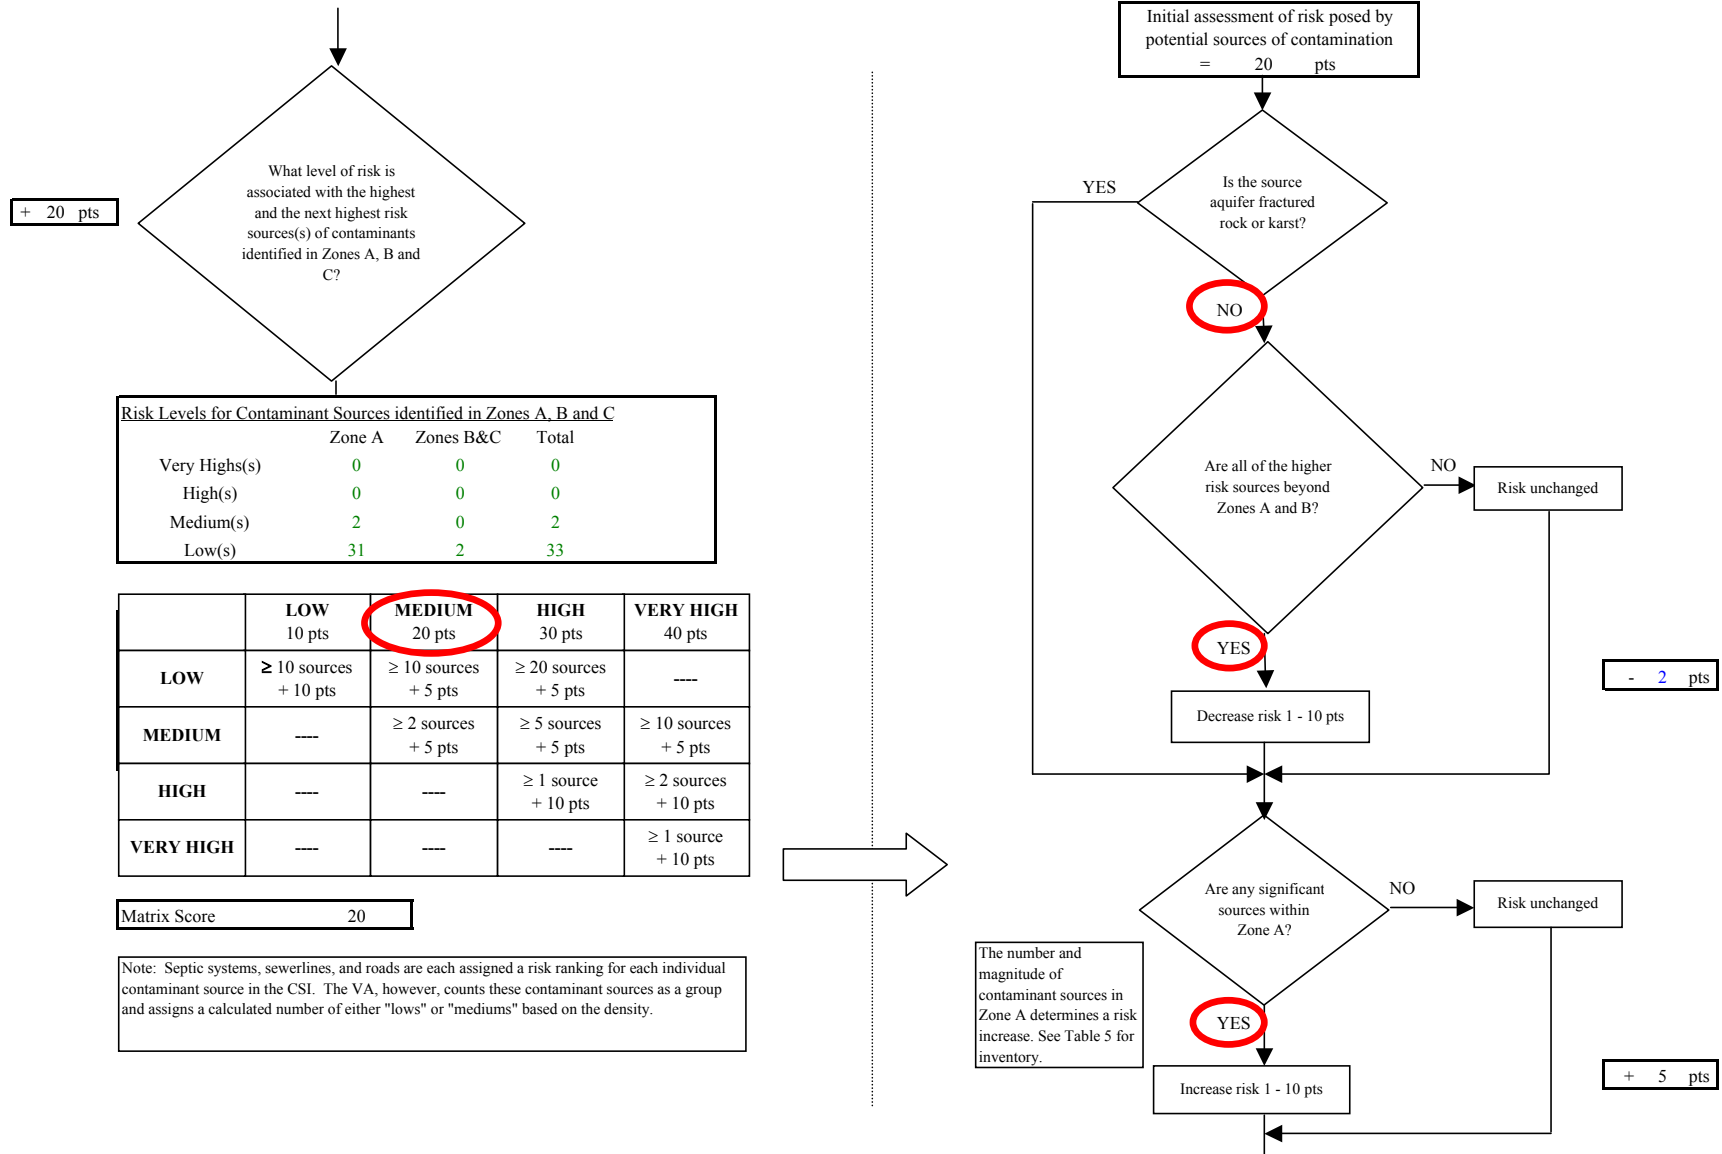 What level of risk is
associated with the highest
and the next highest risk
sources(s) of contaminants
identified in Zones A, B and
C?
+ 20 pts
Risk Levels for Contaminant Sources identified in Zones A, B and C
Zone A Zones B&C Total
Very Highs(s) 0 0 0
High(s) 0 0 0
Medium(s) 2 0 2
Low(s) 31 2 33
LOW MEDIUM HIGH VERY HIGH
10 pts 20 pts 30 pts 40 pts
LOW ≥ 10 sources + 10 pts ≥ 10 sources + 5 pts ≥ 20 sources + 5 pts ----
MEDIUM ---- ≥ 2 sources + 5 pts ≥ 5 sources + 5 pts ≥ 10 sources + 5 pts
HIGH ---- ---- ≥ 1 source + 10 pts ≥ 2 sources + 10 pts
VERY HIGH ---- ---- ---- ≥ 1 source + 10 pts
Matrix Score 20
Note: Septic systems, sewerlines, and roads are each assigned a risk ranking for each individual
contaminant source in the CSI. The VA, however, counts these contaminant sources as a group
and assigns a calculated number of either "lows" or "mediums" based on the density.
Initial assessment of risk posed by
potential sources of contamination
= 20 pts
Is the source
aquifer fractured
rock or karst?
YES
NO
Are all of the higher
risk sources beyond
Zones A and B?
NO
Risk unchanged
YES
Decrease risk 1 - 10 pts
- 2 pts
Are any significant
sources within
Zone A?
NO
Risk unchanged
The number and
magnitude of
contaminant sources in
Zone A determines a risk
increase. See Table 5 for
inventory.
YES
Increase risk 1 - 10 pts
+ 5 pts